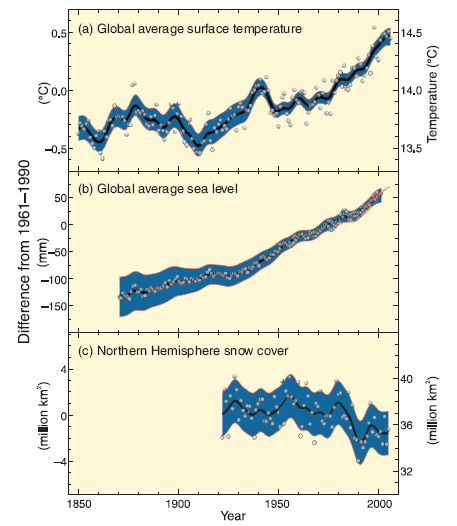 (a) Global average surface temperature
0.5
0.0
−0.5
(°C)
14.5
14.0
13.5
Temperature (°C)
Difference from 1961–1990
(b) Global average sea level
50
0
−50
−100
−150
(mm)
(c) Northern Hemisphere snow cover
4
0
−4
(million km²)
40
36
32
(million km²)
1850
1900
1950
2000
Year